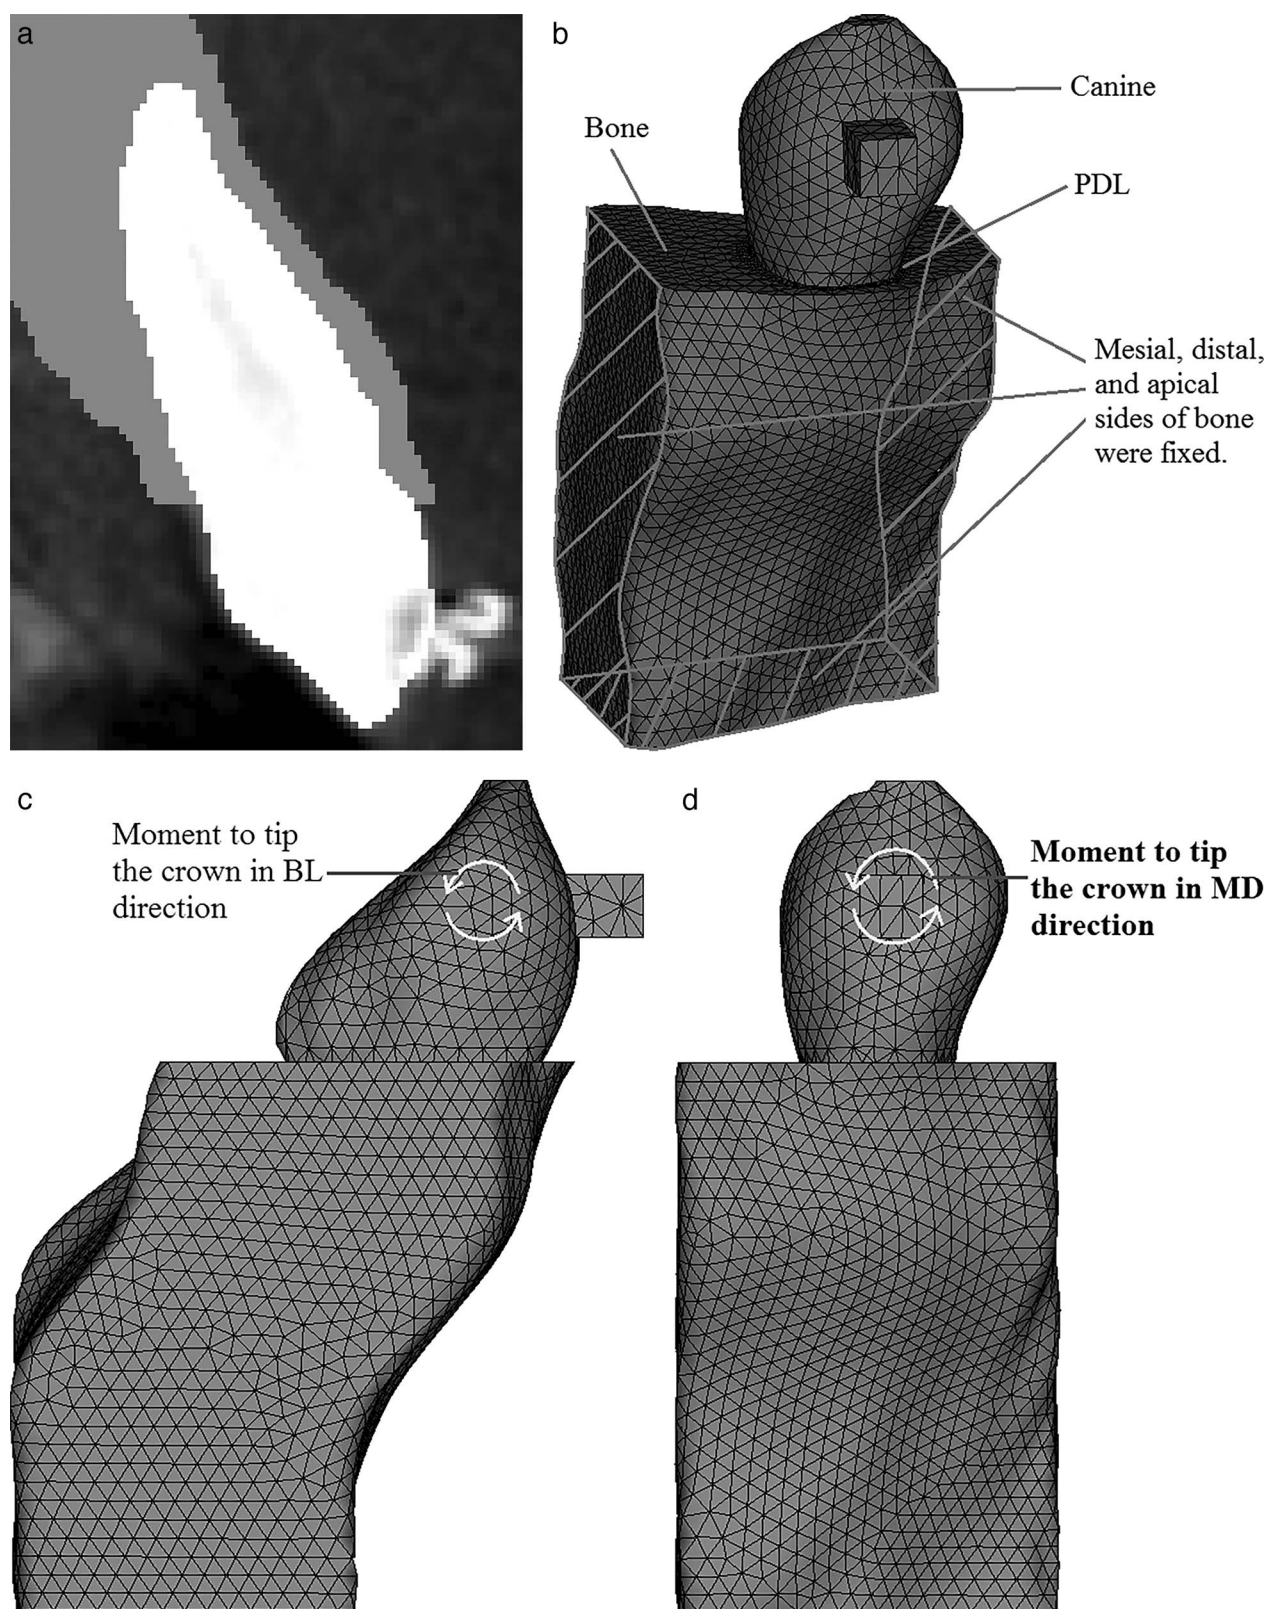 a
b
Canine
Bone
PDL
Mesial, distal,
and apical
sides of bone
were fixed.
c
Moment to tip
the crown in BL
direction
d
Moment to tip
the crown in MD
direction